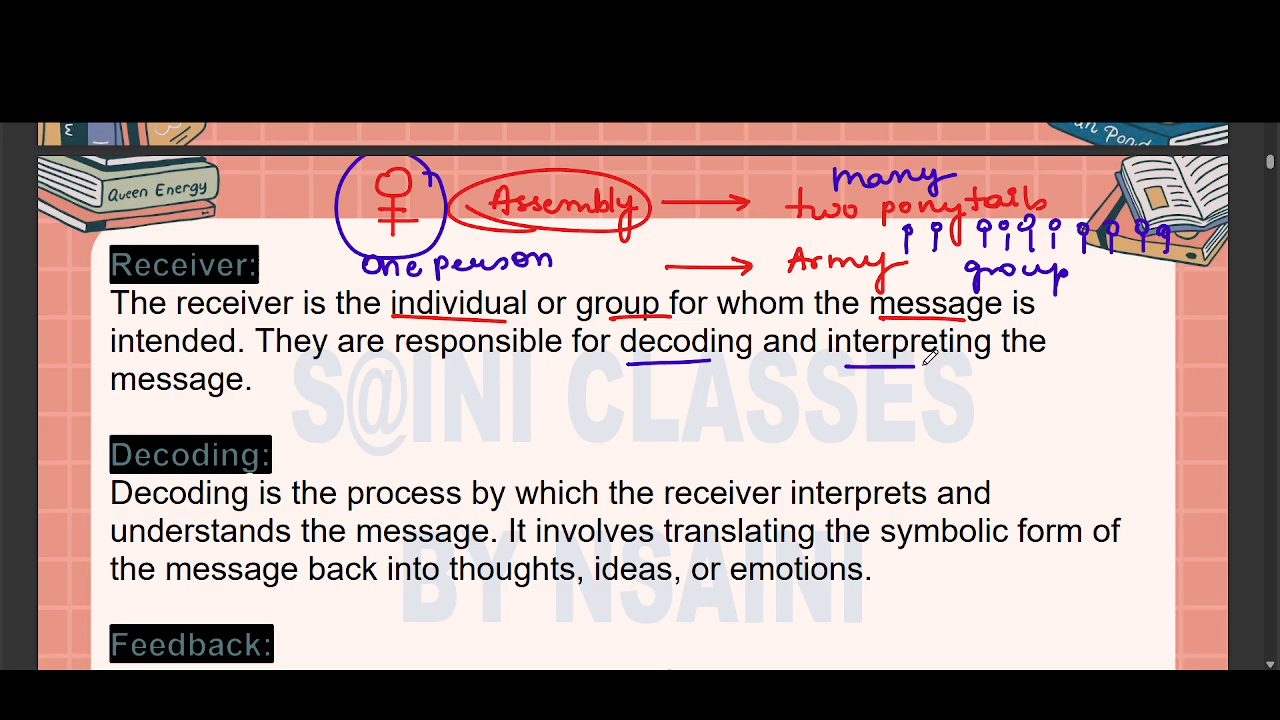 an Pond
Queen Energy
many
Assembly → two ponytails
one person → Army group
Receiver:
The receiver is the individual or group for whom the message is
intended. They are responsible for decoding and interpreting the
message.
S@INI CLASSES
Decoding:
Decoding is the process by which the receiver interprets and
understands the message. It involves translating the symbolic form of
the message back into thoughts, ideas, or emotions.
BY NSAINI
Feedback: